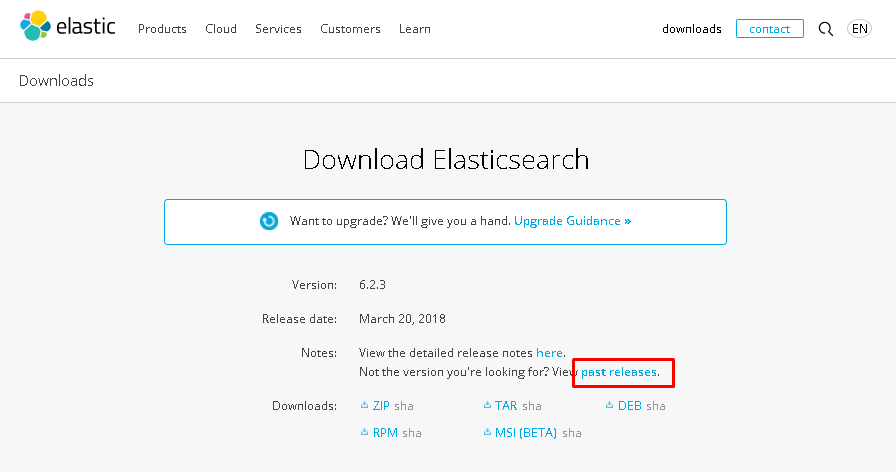 elastic Products Cloud Services Customers Learn downloads contact EN
Downloads
Download Elasticsearch
Want to upgrade? We'll give you a hand. Upgrade Guidance »
Version: 6.2.3
Release date: March 20, 2018
Notes: View the detailed release notes here.
Not the version you're looking for? View past releases.
Downloads: ZIP sha TAR sha DEB sha
RPM sha MSI (BETA) sha